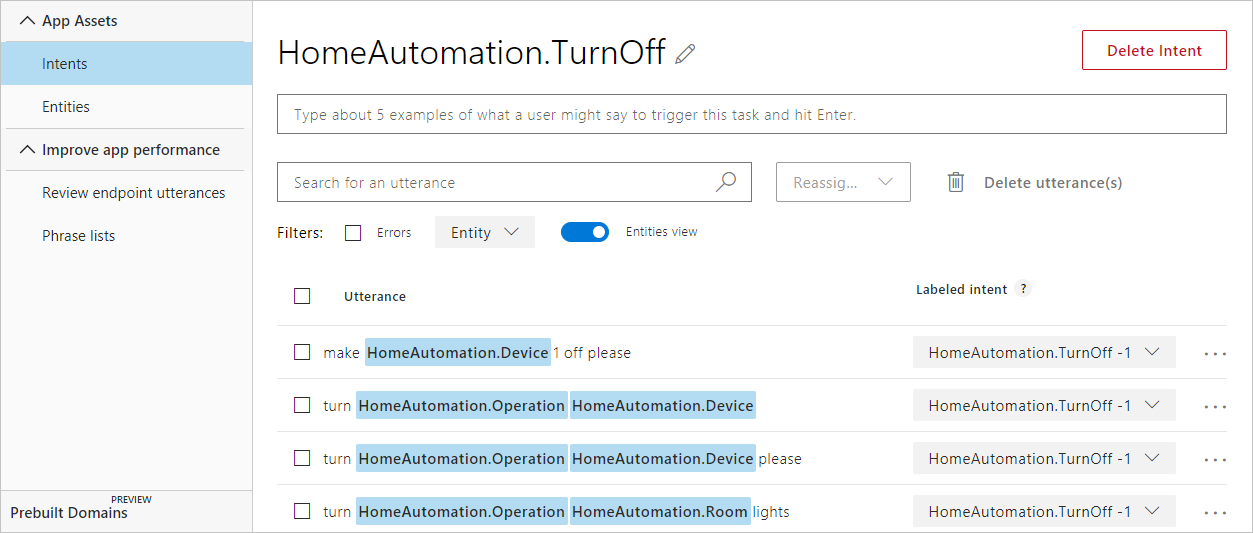 App Assets
Intents
Entities
Improve app performance
Review endpoint utterances
Phrase lists
PREVIEW
Prebuilt Domains
HomeAutomation.TurnOff
Delete Intent
Type about 5 examples of what a user might say to trigger this task and hit Enter.
Search for an utterance
Reassig...
Delete utterance(s)
Filters:
Errors
Entity
Entities view
Utterance
Labeled intent ?
make HomeAutomation.Device 1 off please
HomeAutomation.TurnOff -1 ...
turn HomeAutomation.Operation HomeAutomation.Device
HomeAutomation.TurnOff -1 ...
turn HomeAutomation.Operation HomeAutomation.Device please
HomeAutomation.TurnOff -1 ...
turn HomeAutomation.Operation HomeAutomation.Room lights
HomeAutomation.TurnOff -1 ...